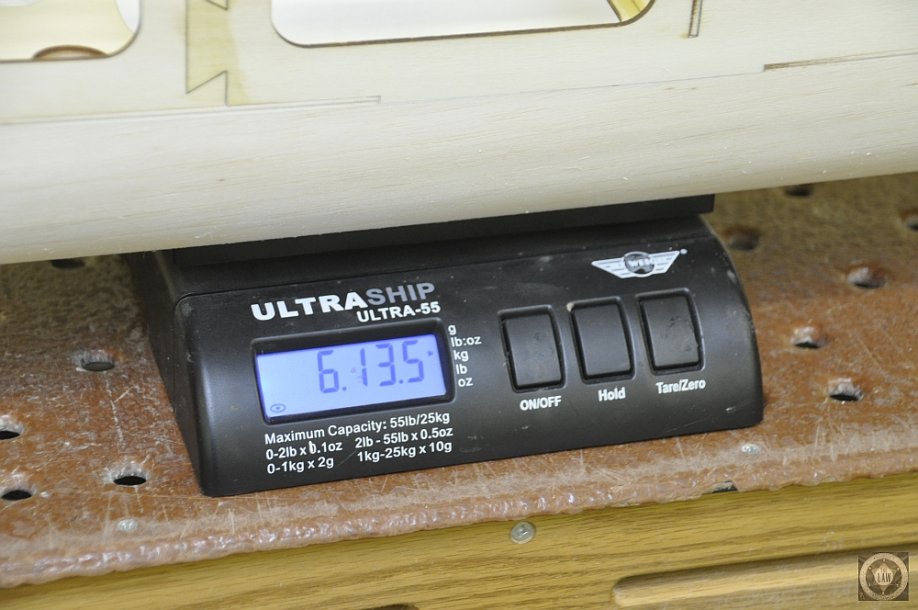 ULTRASHIP
ULTRA-55
6.13.5
g
lb:oz
kg
lb
oz
Maximum Capacity: 55lb/25kg
0-2lb x 0.1oz 2lb - 55lb x 0.5oz
0-1kg x 2g 1kg-25kg x 10g
ON/OFF
Hold
Tare/Zero
LAW